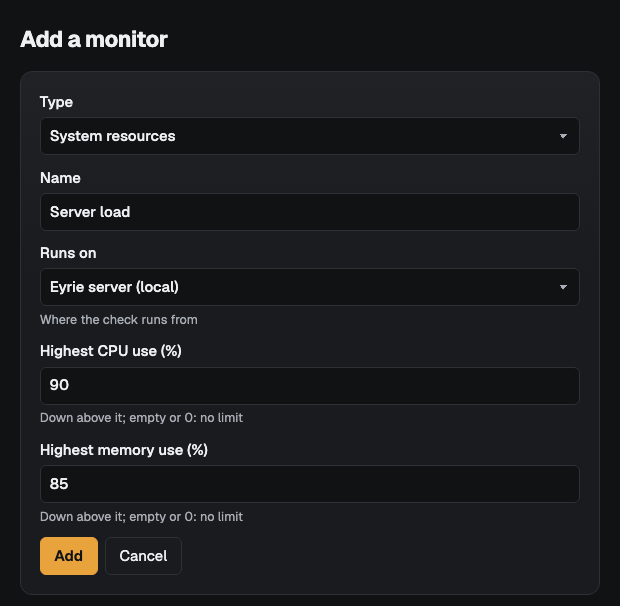 Add a monitor
Type
System resources
Name
Server load
Runs on
Eyrie server (local)
Where the check runs from
Highest CPU use (%)
90
Down above it; empty or 0: no limit
Highest memory use (%)
85
Down above it; empty or 0: no limit
Add Cancel